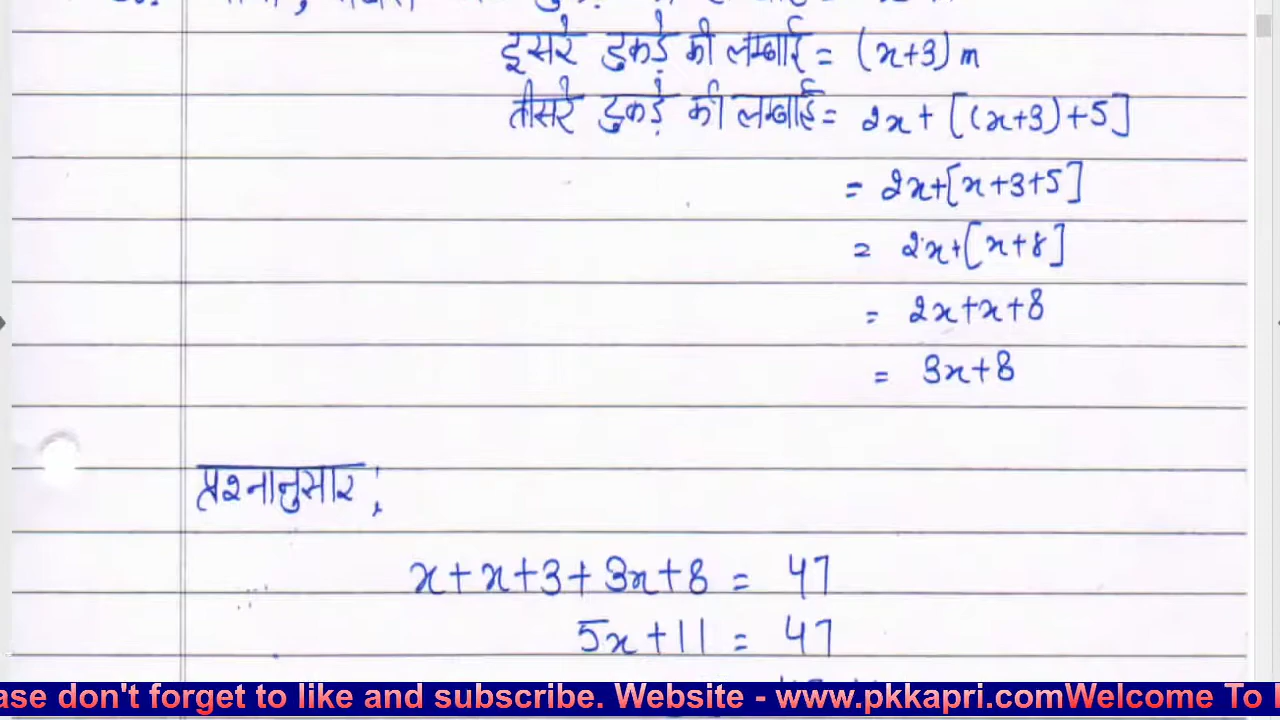 दूसरे टुकड़े की लम्बाई = (x+3) m
तीसरे टुकड़े की लम्बाई = 2x + [(x+3)+5]
= 2x+[x+3+5]
= 2x+[x+8]
= 2x+x+8
= 3x+8
प्रश्नानुसार,
x+x+3+3x+8 = 47
5x+11 = 47
ase don't forget to like and subscribe. Website - www.pkkapri.comWelcome To